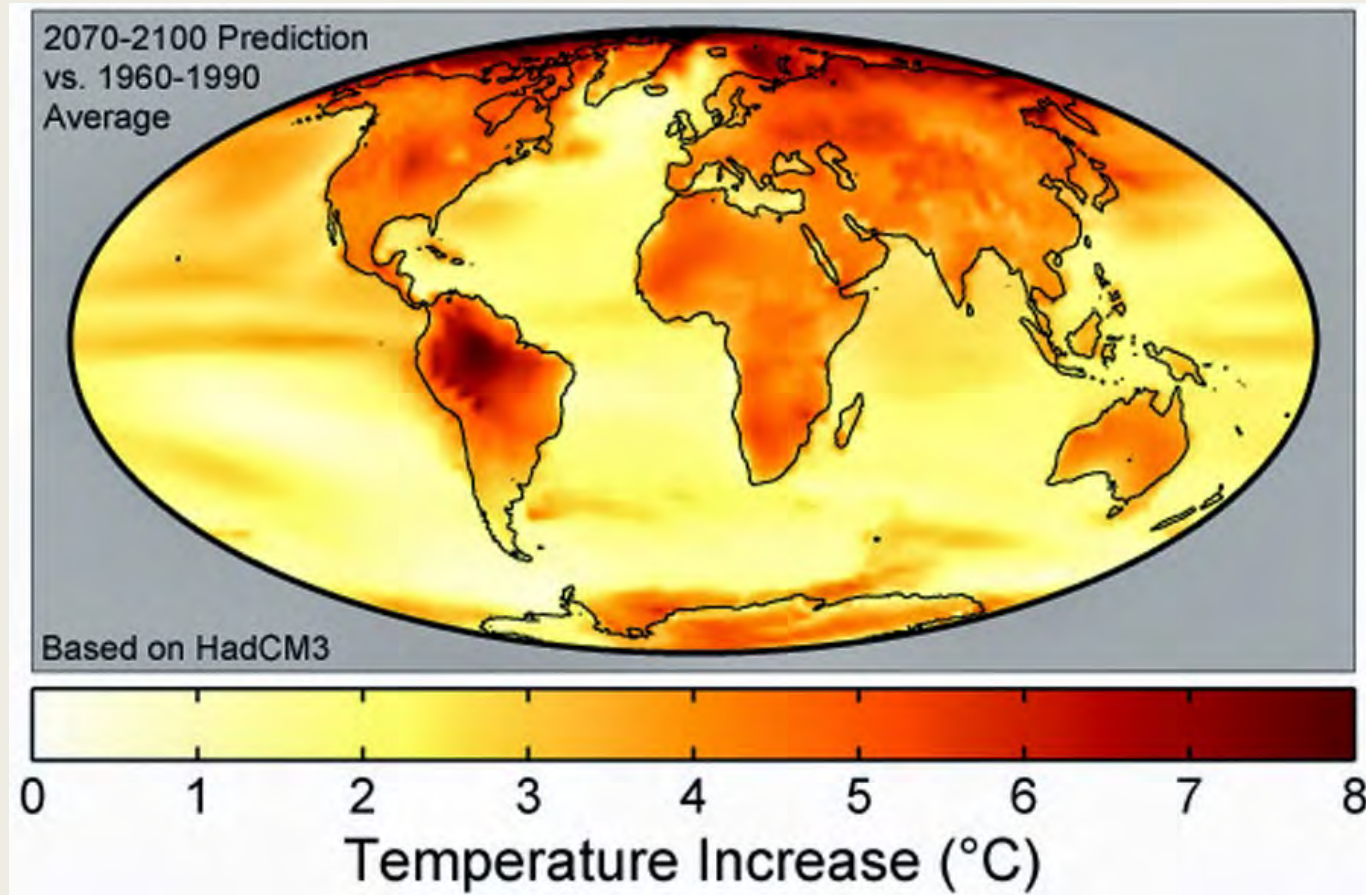 2070-2100 Prediction
vs. 1960-1990
Average
Based on HadCM3
0 1 2 3 4 5 6 7 8
Temperature Increase (°C)